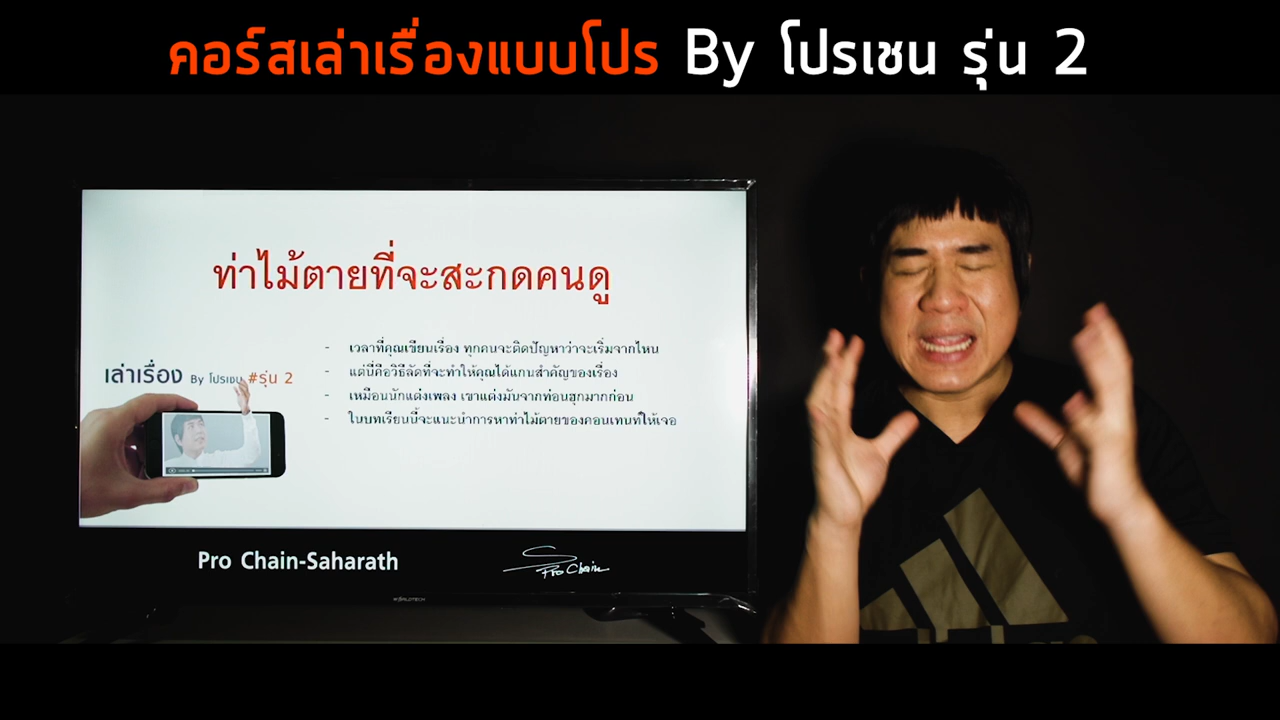 คอร์สเล่าเรื่องแบบโปร By โปรเชน รุ่น 2
ท่าไม้ตายที่จะสะกดคนดู
- เวลาที่คุณเขียนเรื่อง ทุกคนจะติดปัญหาว่าจะเริ่มจากไหน
- แต่นี่คือวิธีลัดที่จะทำให้คุณได้แกนสำคัญของเรื่อง
- เหมือนนักแต่งเพลง เขาแต่งมันจากท่อนฮุกมากก่อน
- ในบทเรียนนี้จะแนะนำการหาท่าไม้ตายของคอนเทนท์ให้เจอ
เล่าเรื่อง By โปรเชน #รุ่น 2
Pro Chain-Saharath
Pro Chain
WORLDTECH